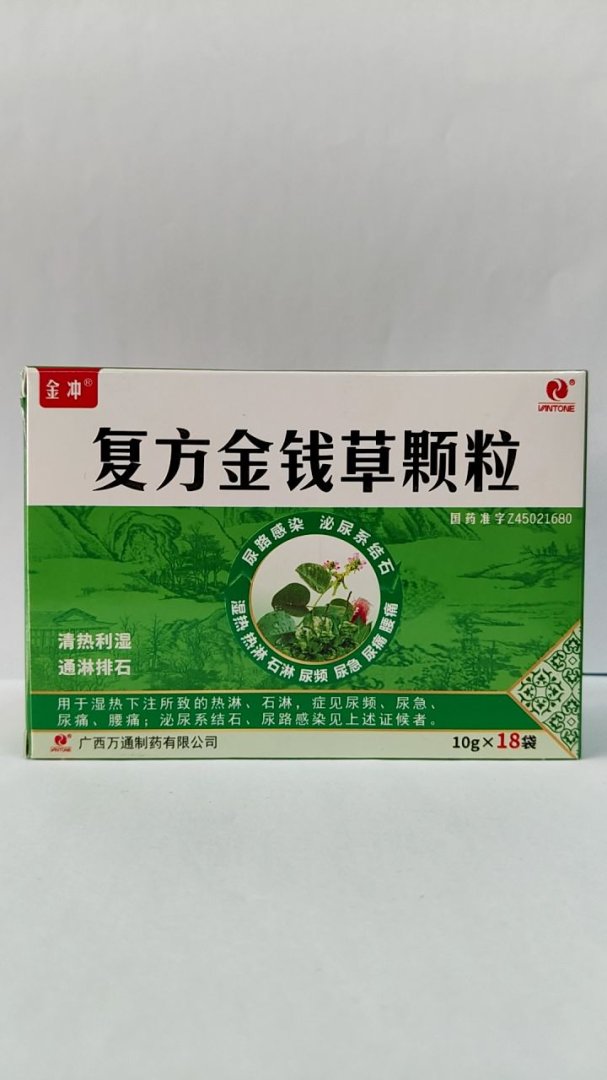 金冲®
VANTONE®
复方金钱草颗粒
国药准字Z45021680
尿路感染 泌尿系结石
湿热 热淋 石淋 尿频 尿急 尿痛 腰痛
清热利湿
通淋排石
用于湿热下注所致的热淋、石淋，症见尿频、尿急、
尿痛、腰痛；泌尿系结石、尿路感染见上述证候者。
VANTONE 广西万通制药有限公司
10g×18袋